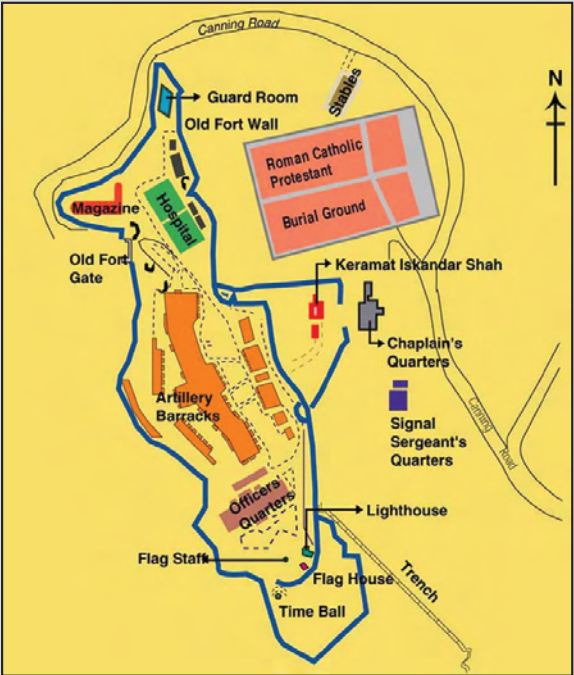 Canning Road
N
Stables
Guard Room
Old Fort Wall
Roman Catholic
Protestant
Burial Ground
Magazine
Hospital
Old Fort
Gate
Keramat Iskandar Shah
Chaplain's
Quarters
Artillery
Barracks
Signal
Sergeant's
Quarters
Canning Road
Officers
Quarters
Lighthouse
Flag Staff
Flag House
Trench
Time Ball